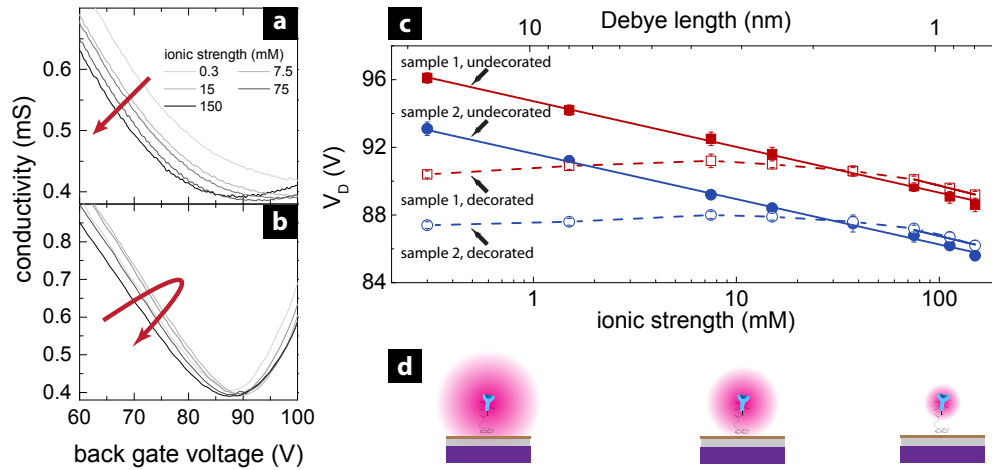 a
0.6
0.5
0.4
ionic strength (mM)
0.3 7.5
15 75
150
b
0.8
0.7
0.6
0.5
0.4
conductivity (mS)
60 70 80 90 100
back gate voltage (V)
c
Debye length (nm)
10 1
96
92
88
84
V_D (V)
sample 1, undecorated
sample 2, undecorated
sample 1, decorated
sample 2, decorated
1 10 100
ionic strength (mM)
d